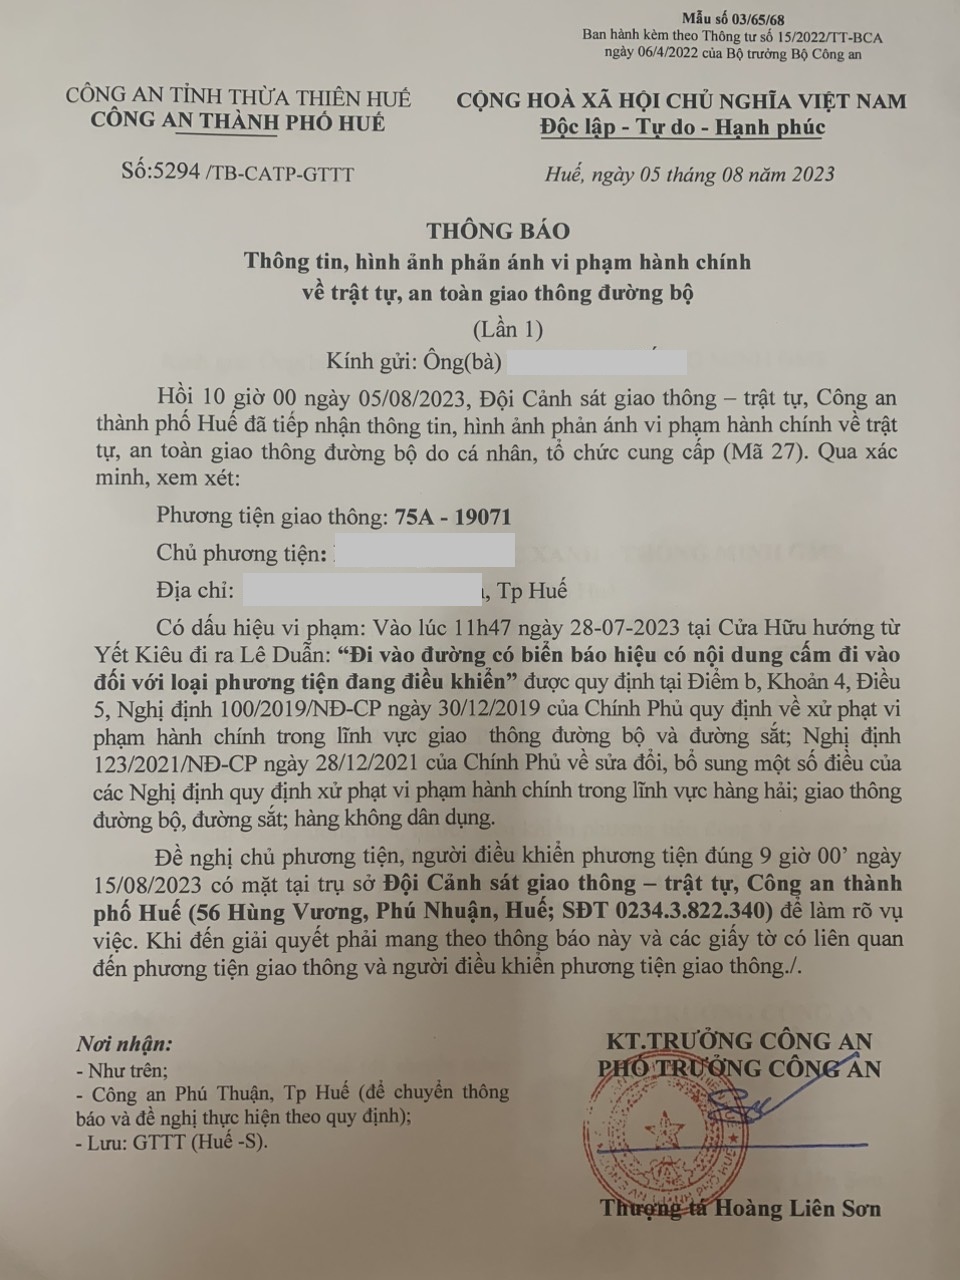 Mẫu số 03/65/68
Ban hành kèm theo Thông tư số 15/2022/TT-BCA
ngày 06/4/2022 của Bộ trưởng Bộ Công an
CÔNG AN TỈNH THỪA THIÊN HUẾ
CÔNG AN THÀNH PHỐ HUẾ
CỘNG HOÀ XÃ HỘI CHỦ NGHĨA VIỆT NAM
Độc lập - Tự do - Hạnh phúc
Số:5294 /TB-CATP-GTTT
Huế, ngày 05 tháng 08 năm 2023
THÔNG BÁO
Thông tin, hình ảnh phản ánh vi phạm hành chính
về trật tự, an toàn giao thông đường bộ
(Lần 1)
Kính gửi: Ông(bà)
Hồi 10 giờ 00 ngày 05/08/2023, Đội Cảnh sát giao thông – trật tự, Công an
thành phố Huế đã tiếp nhận thông tin, hình ảnh phản ánh vi phạm hành chính về trật
tự, an toàn giao thông đường bộ do cá nhân, tổ chức cung cấp (Mã 27). Qua xác
minh, xem xét:
Phương tiện giao thông: 75A - 19071
Chủ phương tiện:
Địa chỉ: , Tp Huế
Có dấu hiệu vi phạm: Vào lúc 11h47 ngày 28-07-2023 tại Cửa Hữu hướng từ
Yết Kiêu đi ra Lê Duẫn: “Đi vào đường có biển báo hiệu có nội dung cấm đi vào
đối với loại phương tiện đang điều khiển” được quy định tại Điểm b, Khoản 4, Điều
5, Nghị định 100/2019/NĐ-CP ngày 30/12/2019 của Chính Phủ quy định về xử phạt vi
phạm hành chính trong lĩnh vực giao thông đường bộ và đường sắt; Nghị định
123/2021/NĐ-CP ngày 28/12/2021 của Chính Phủ về sửa đổi, bổ sung một số điều của
các Nghị định quy định xử phạt vi phạm hành chính trong lĩnh vực hàng hải; giao thông
đường bộ, đường sắt; hàng không dân dụng.
Đề nghị chủ phương tiện, người điều khiển phương tiện đúng 9 giờ 00’ ngày
15/08/2023 có mặt tại trụ sở Đội Cảnh sát giao thông – trật tự, Công an thành
phố Huế (56 Hùng Vương, Phú Nhuận, Huế; SĐT 0234.3.822.340) để làm rõ vụ
việc. Khi đến giải quyết phải mang theo thông báo này và các giấy tờ có liên quan
đến phương tiện giao thông và người điều khiển phương tiện giao thông./.
Nơi nhận:
- Như trên;
- Công an Phú Thuận, Tp Huế (để chuyển thông
báo và đề nghị thực hiện theo quy định);
- Lưu: GTTT (Huế -S).
KT.TRƯỞNG CÔNG AN
PHÓ TRƯỞNG CÔNG AN
Thượng tá Hoàng Liên Sơn